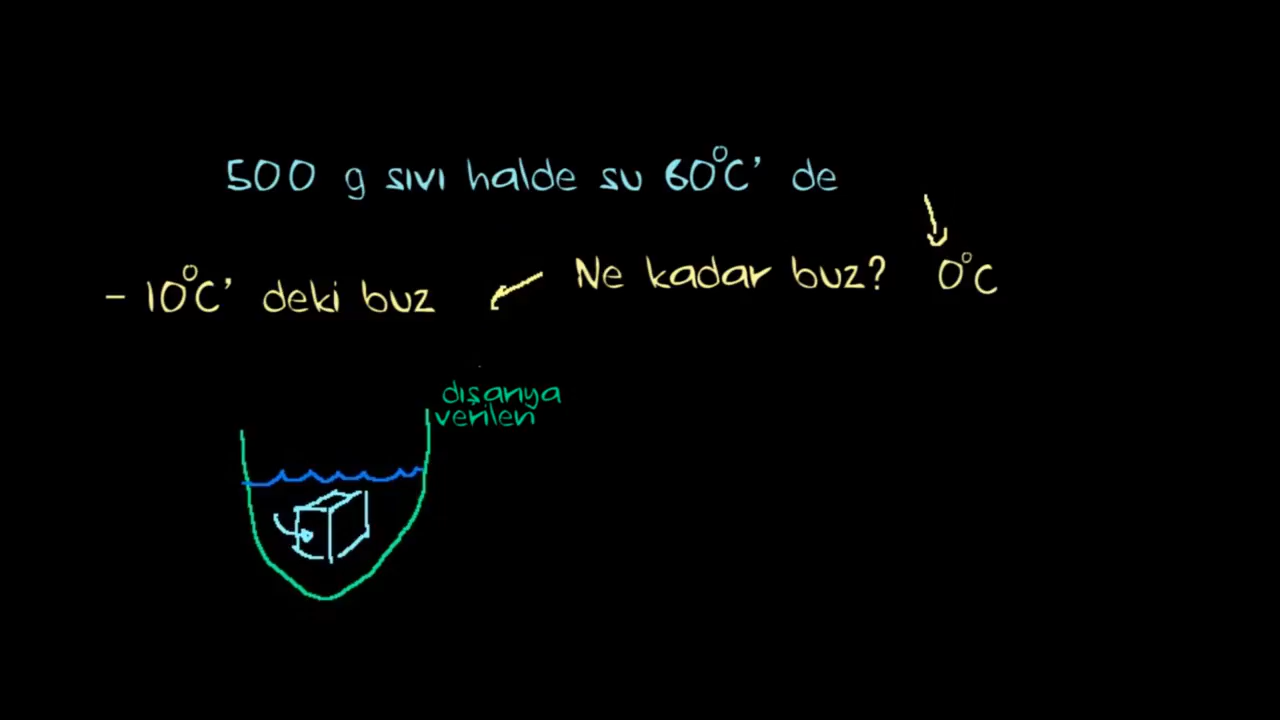 500 g sıvı halde su 60°C' de
Ne kadar buz? 0°C
- 10°C' deki buz
dışarıya
verilen